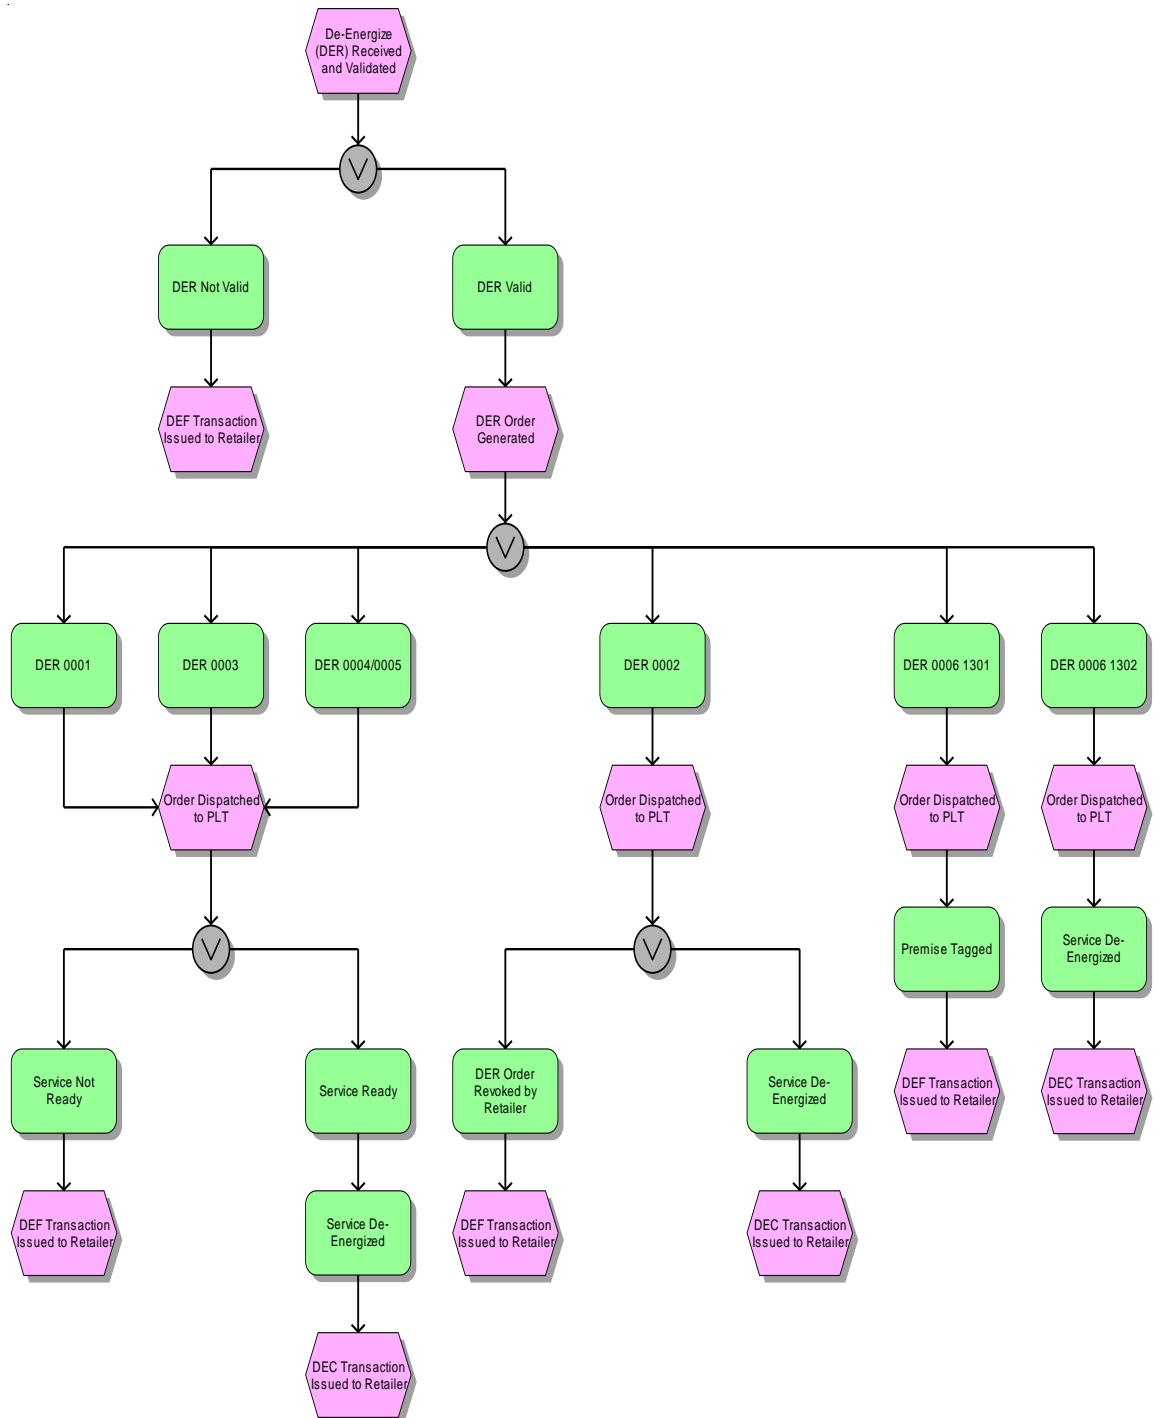 De-Energize
(DER) Received
and Validated
V
DER Not Valid
DER Valid
DEF Transaction
Issued to Retailer
DER Order
Generated
V
DER 0001
DER 0003
DER 0004/0005
DER 0002
DER 0006 1301
DER 0006 1302
Order Dispatched
to PLT
Order Dispatched
to PLT
Order Dispatched
to PLT
Order Dispatched
to PLT
V
V
Premise Tagged
Service De-
Energized
Service Not
Ready
Service Ready
DER Order
Revoked by
Retailer
Service De-
Energized
DEF Transaction
Issued to Retailer
DEC Transaction
Issued to Retailer
DEF Transaction
Issued to Retailer
Service De-
Energized
DEF Transaction
Issued to Retailer
DEC Transaction
Issued to Retailer
DEC Transaction
Issued to Retailer